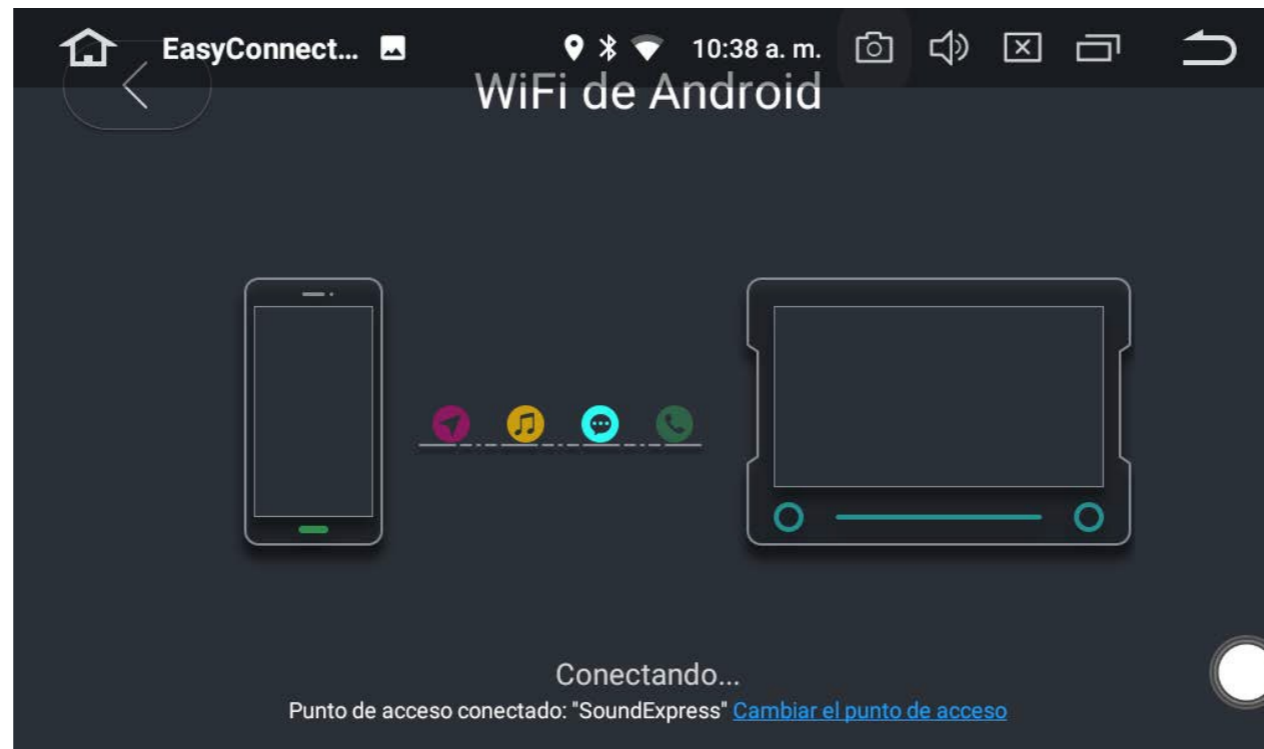 EasyConnect... 10:38 a. m.
WiFi de Android
Conectando...
Punto de acceso conectado: "SoundExpress" Cambiar el punto de acceso